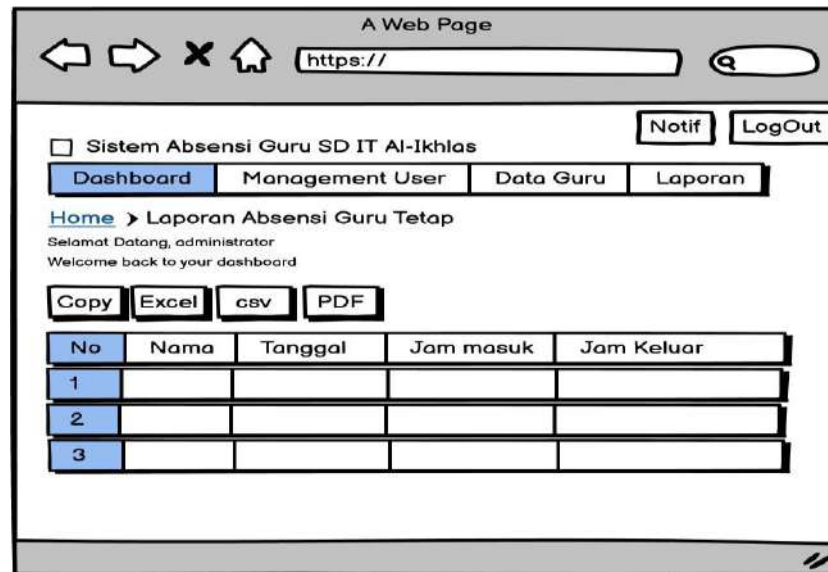 A Web Page
https://
Notif LogOut
Sistem Absensi Guru SD IT Al-Ikhlas
Dashboard Management User Data Guru Laporan
Home > Laporan Absensi Guru Tetap
Selamat Datang, administrator
Welcome back to your dashboard
Copy Excel csv PDF
No Nama Tanggal Jam masuk Jam Keluar
1
2
3